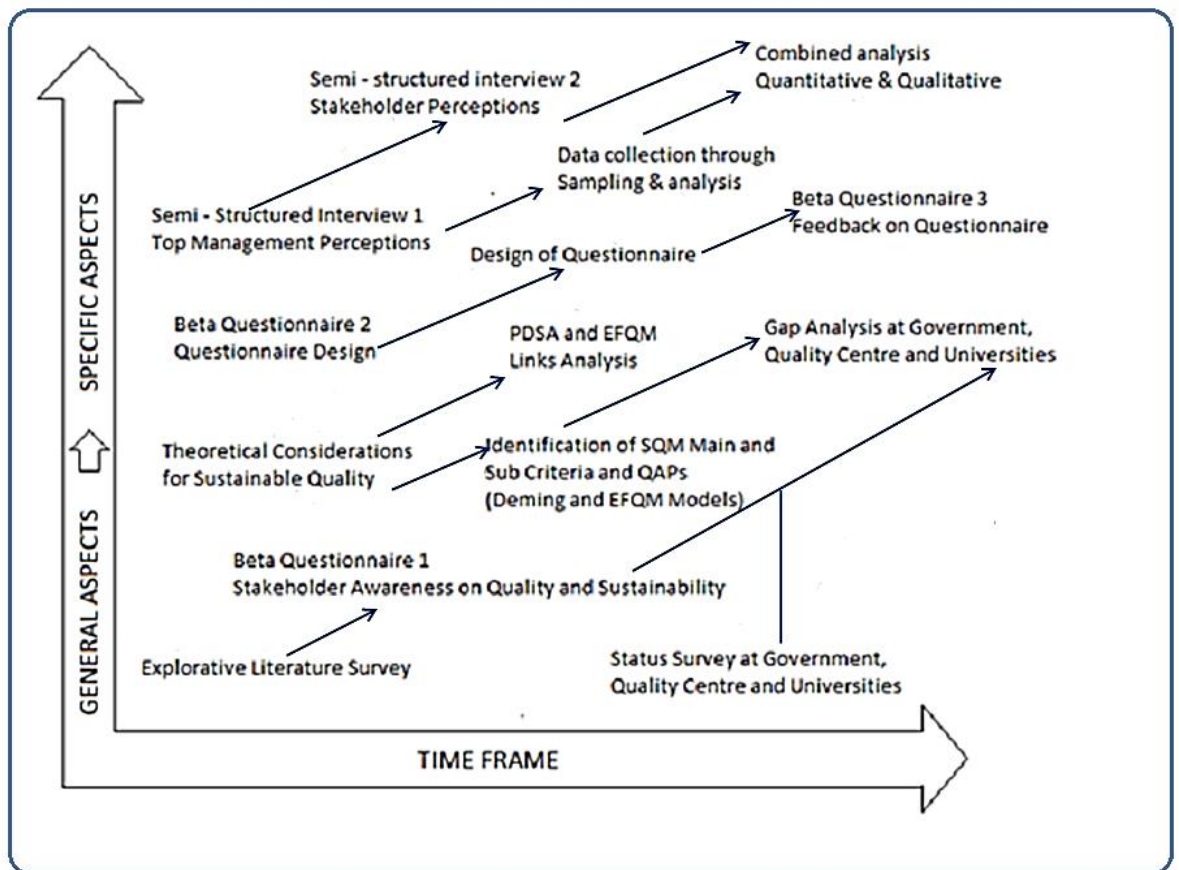 Combined analysis
Quantitative & Qualitative
Semi - structured interview 2
Stakeholder Perceptions
Data collection through
Sampling & analysis
Beta Questionnaire 3
Feedback on Questionnaire
Semi - Structured Interview 1
Top Management Perceptions
Design of Questionnaire
Beta Questionnaire 2
Questionnaire Design
PDSA and EFQM
Links Analysis
Gap Analysis at Government,
Quality Centre and Universities
Theoretical Considerations
for Sustainable Quality
Identification of SQM Main and
Sub Criteria and QAPs
(Deming and EFQM Models)
Beta Questionnaire 1
Stakeholder Awareness on Quality and Sustainability
Explorative Literature Survey
Status Survey at Government,
Quality Centre and Universities
SPECIFIC ASPECTS
GENERAL ASPECTS
TIME FRAME